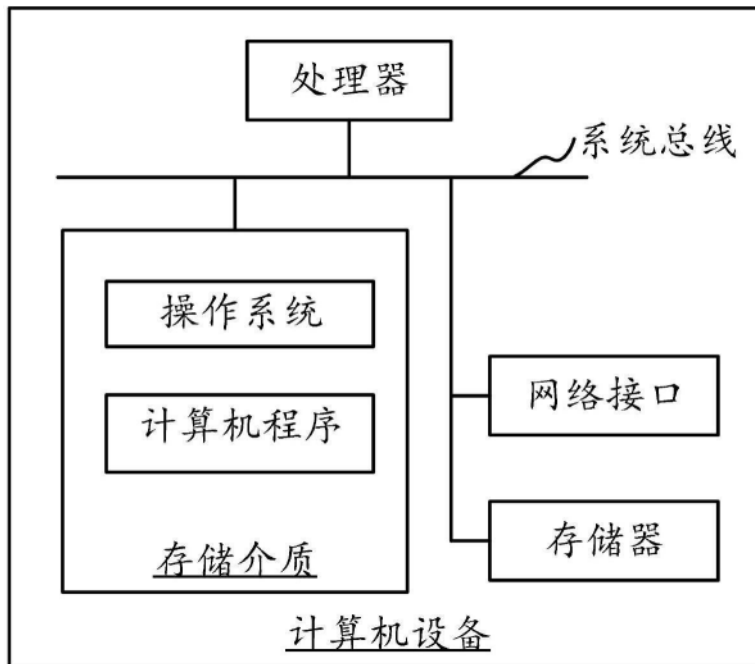 处理器
系统总线
操作系统
计算机程序
存储介质
网络接口
存储器
计算机设备